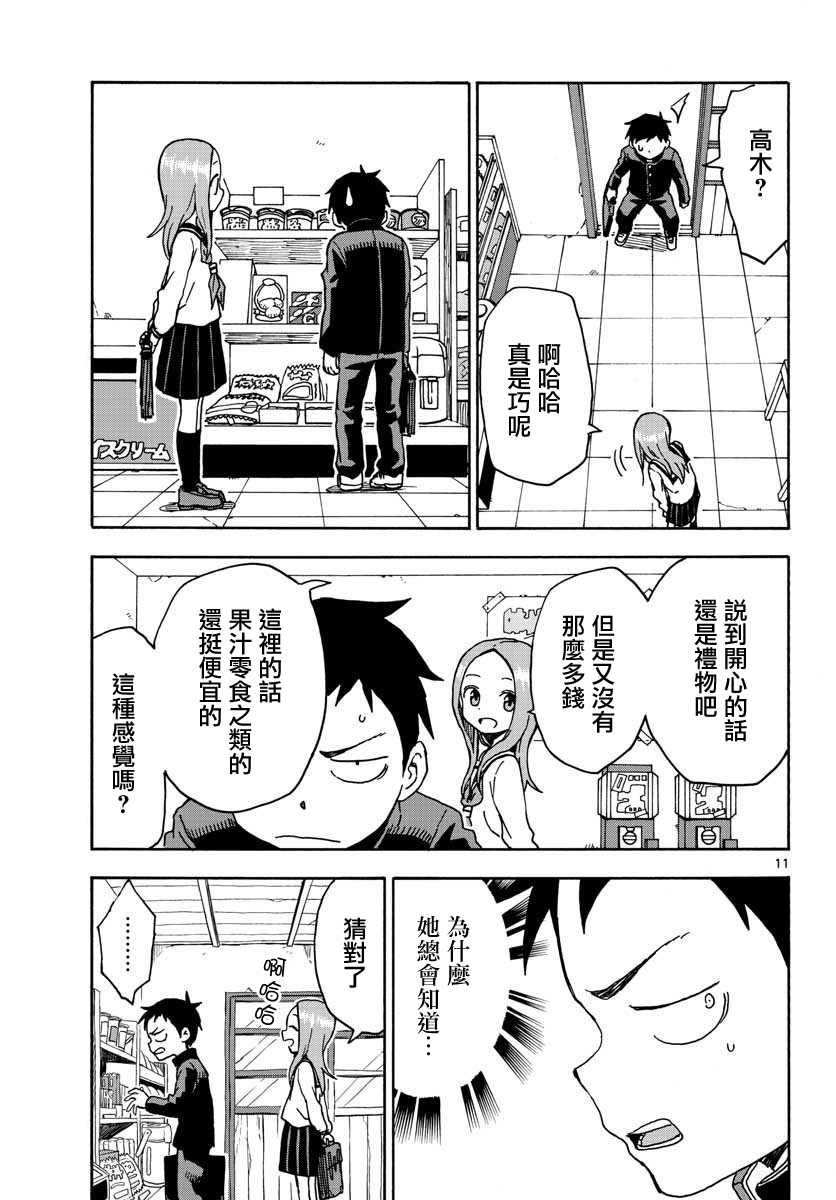 高木?
啊哈哈
真是巧呢
イスクリーム
説到開心的話
還是禮物吧
但是又沒有
那麼多錢
這裡的話
果汁零食之類的
還挺便宜的
這種感覺嗎?
11
為什麼
她總會知道…
猜對了
啊哈哈
………